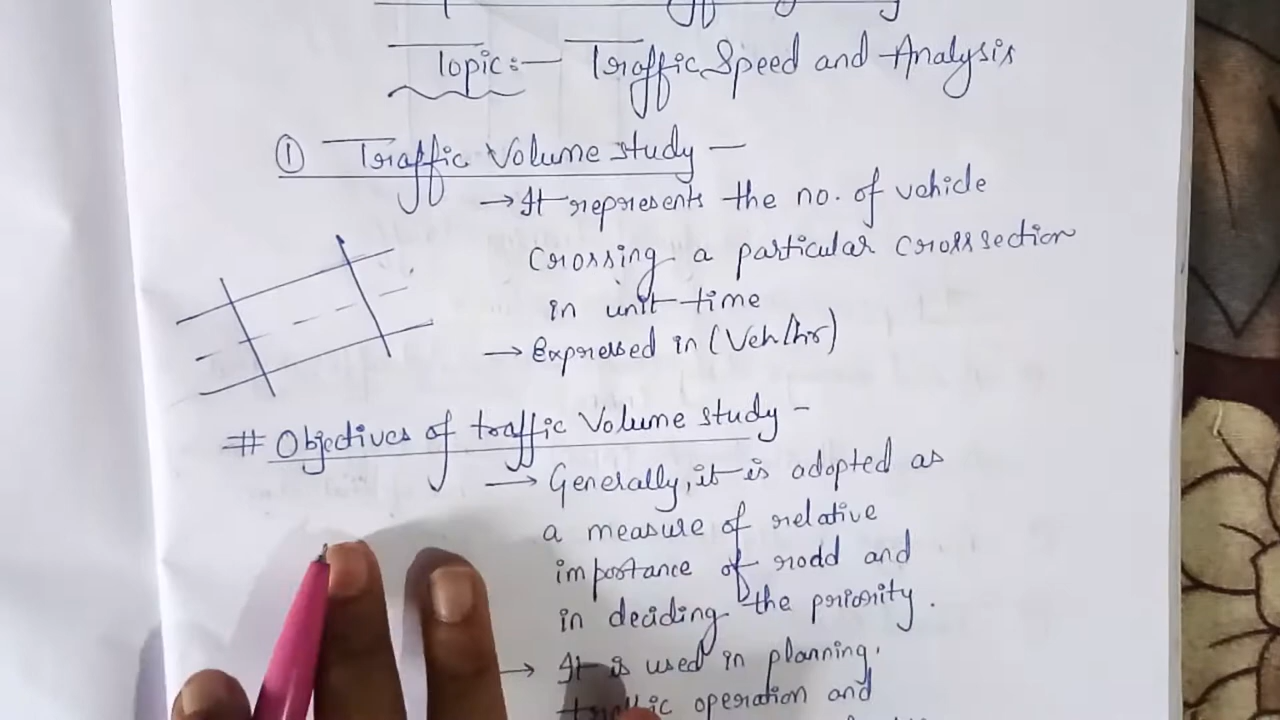 Topic:- Traffic Speed and Analysis
① Traffic Volume study -
→ It represents the no. of vehicle
crossing a particular crosssection
in unit time
→ Expressed in (Veh/hr)
# Objectives of traffic Volume study -
→ Generally, it is adopted as
a measure of relative
importance of rodd and
in deciding the priority.
→ It is used in planning.
traffic operation and